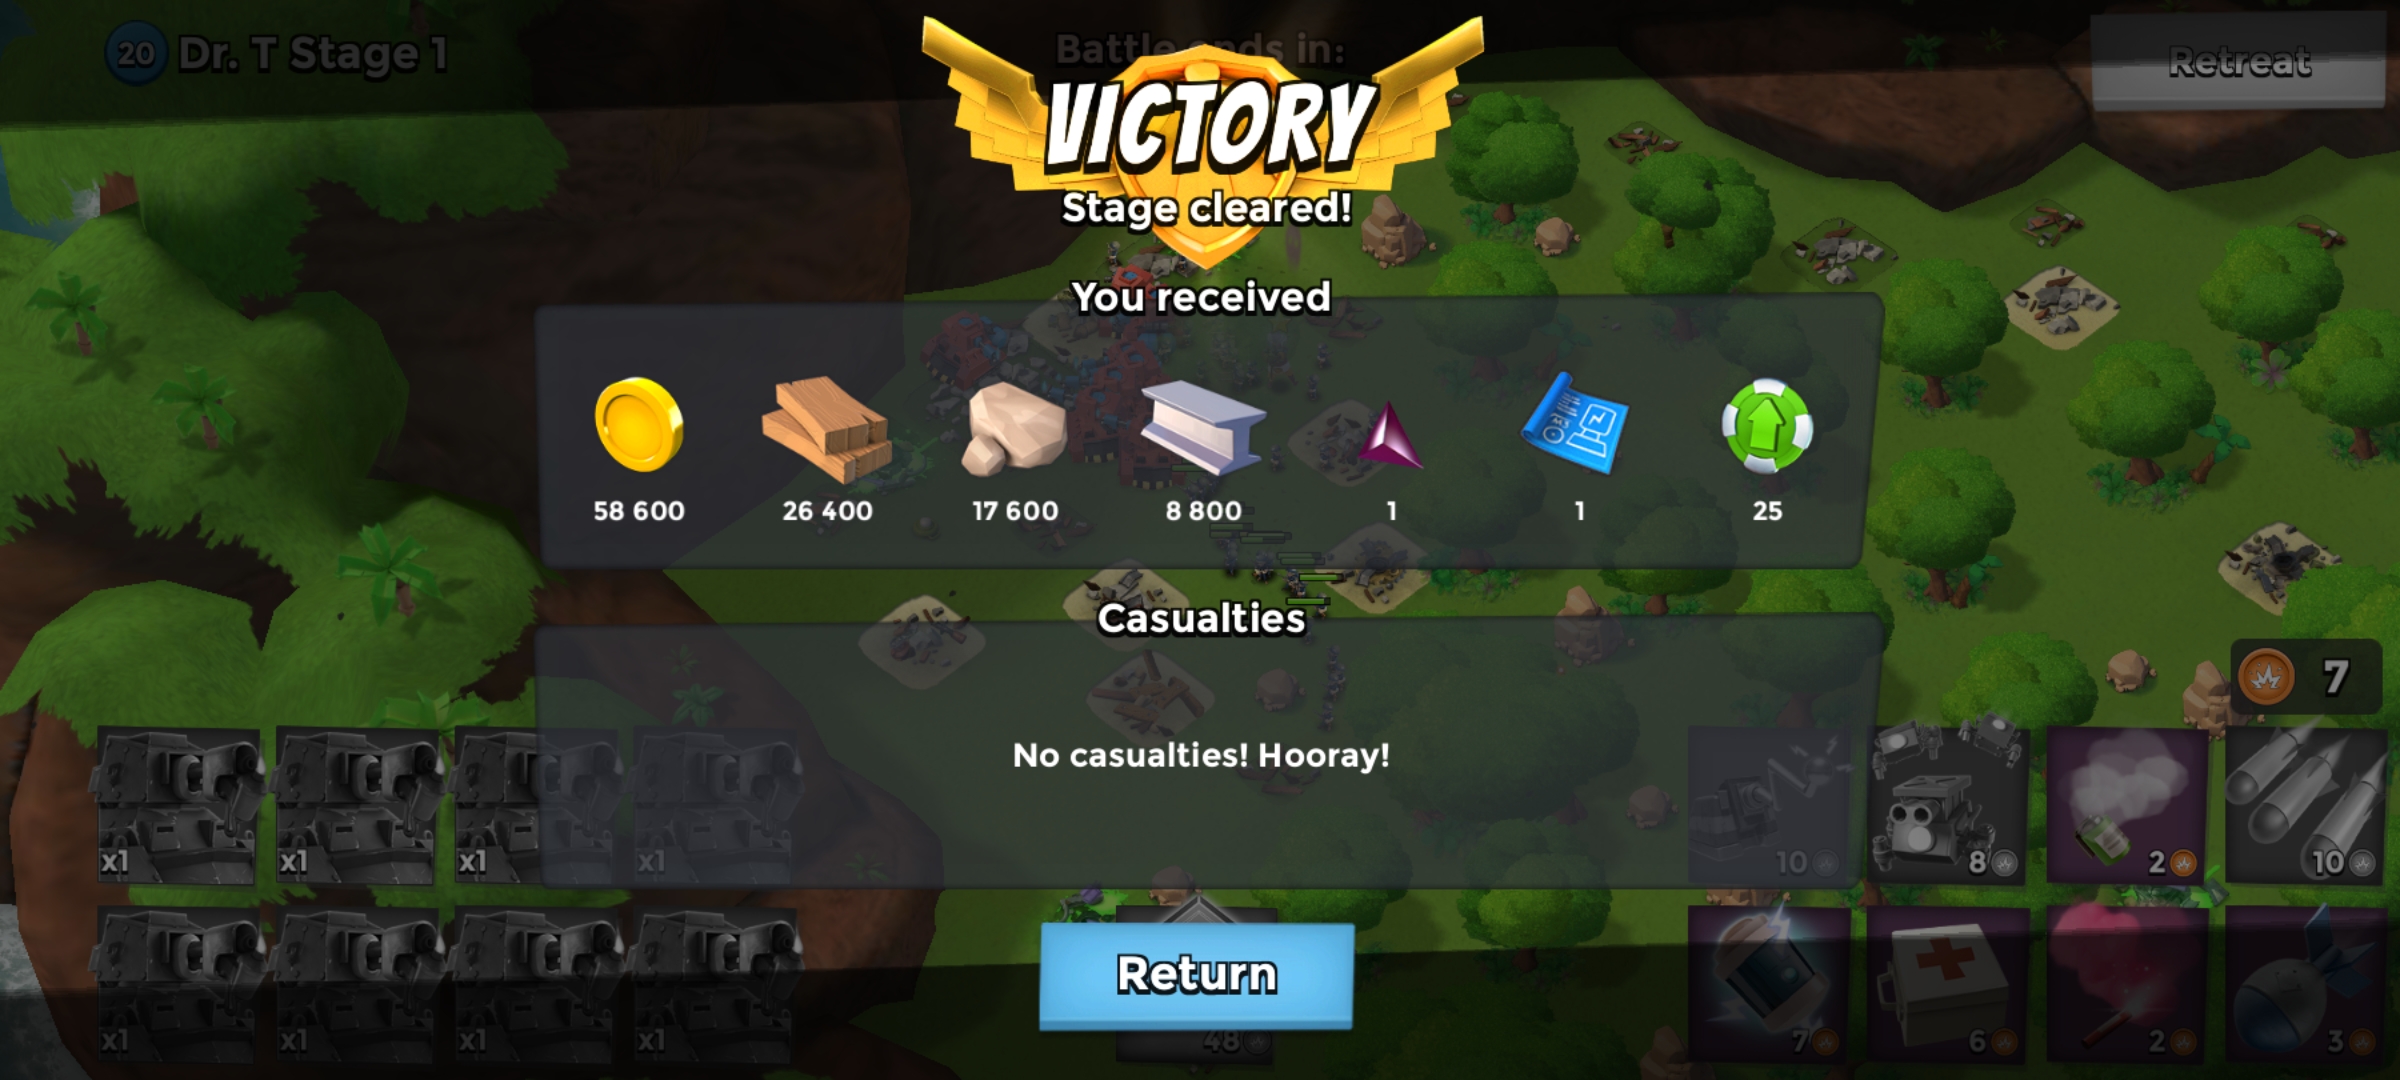 20 Dr. T Stage 1
Battle ends in:
Retreat
VICTORY
Stage cleared!
You received
58 600
26 400
17 600
8 800
1
1
25
Casualties
7
No casualties! Hooray!
x1
x1
x1
x1
10
8
2
10
Return
x1
x1
x1
x1
48
7
6
2
3